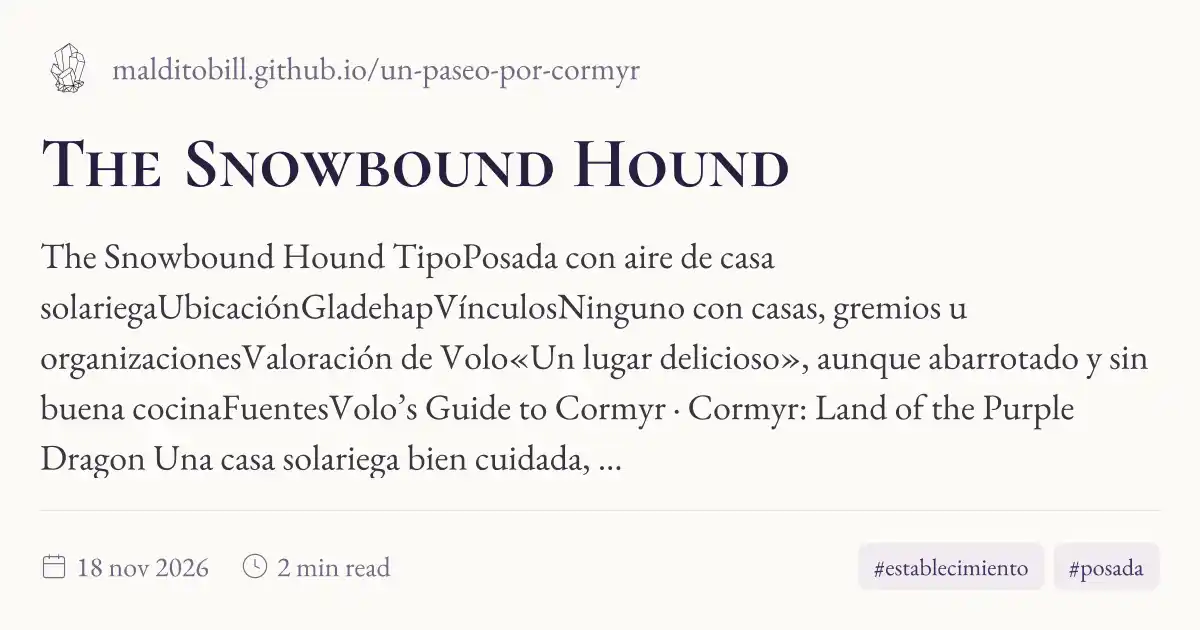 malditobill.github.io/un-paseo-por-cormyr
The Snowbound Hound
The Snowbound Hound TipoPosada con aire de casa
solariegaUbicaciónGladehapVínculosNinguno con casas, gremios u
organizacionesValoración de Volo«Un lugar delicioso», aunque abarrotado y sin
buena cocinaFuentesVolo’s Guide to Cormyr · Cormyr: Land of the Purple
Dragon Una casa solariega bien cuidada, ...
18 nov 2026 2 min read #establecimiento #posada